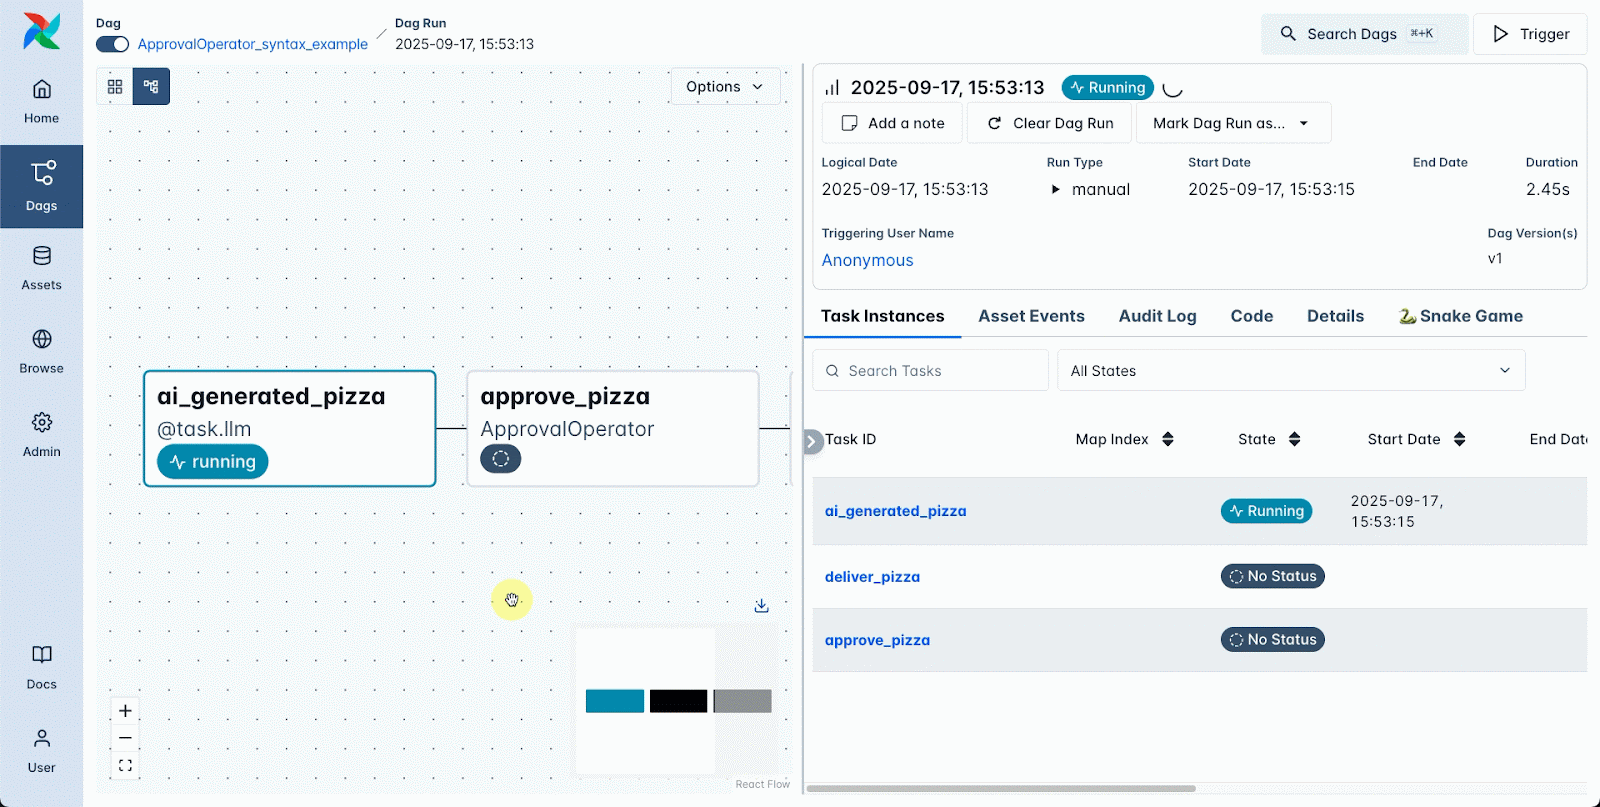 Dag
ApprovalOperator_syntax_example
Dag Run
2025-09-17, 15:53:13
Search Dags ⌘+K
Trigger
Home
Dags
Assets
Browse
Admin
Docs
User
Options
ai_generated_pizza
@task.llm
running
approve_pizza
ApprovalOperator
React Flow
2025-09-17, 15:53:13 Running
Add a note Clear Dag Run Mark Dag Run as...
Logical Date Run Type Start Date End Date Duration
2025-09-17, 15:53:13 manual 2025-09-17, 15:53:15 2.45s
Triggering User Name Dag Version(s)
Anonymous v1
Task Instances Asset Events Audit Log Code Details 🐍 Snake Game
Search Tasks All States
Task ID Map Index State Start Date End Date
ai_generated_pizza Running 2025-09-17,
15:53:15
deliver_pizza No Status
approve_pizza No Status